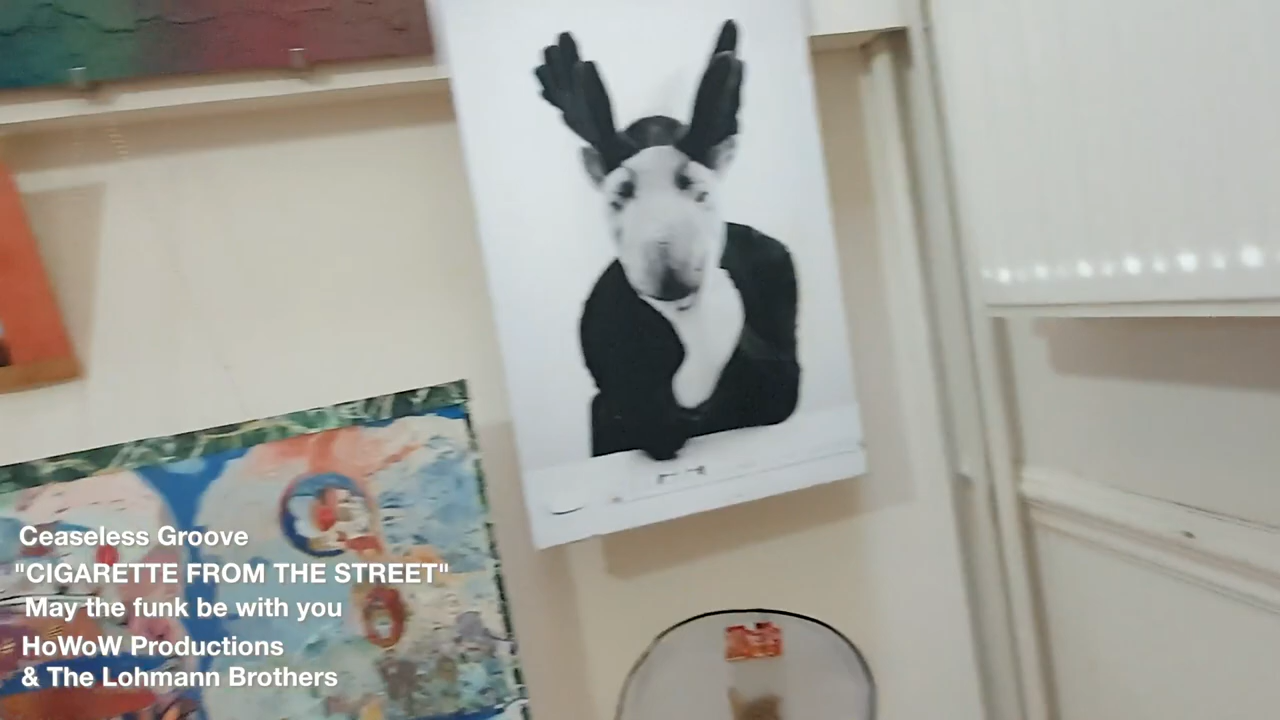 Ceaseless Groove
"CIGARETTE FROM THE STREET"
May the funk be with you
HoWoW Productions
& The Lohmann Brothers